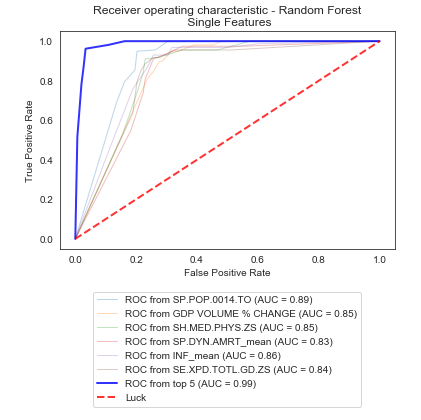 Receiver operating characteristic - Random Forest
Single Features
1.0
0.8
0.6
0.4
0.2
0.0
True Positive Rate
0.0 0.2 0.4 0.6 0.8 1.0
False Positive Rate
ROC from SP.POP.0014.TO (AUC = 0.89)
ROC from GDP VOLUME % CHANGE (AUC = 0.85)
ROC from SH.MED.PHYS.ZS (AUC = 0.85)
ROC from SP.DYN.AMRT_mean (AUC = 0.83)
ROC from INF_mean (AUC = 0.86)
ROC from SE.XPD.TOTL.GD.ZS (AUC = 0.84)
ROC from top 5 (AUC = 0.99)
Luck